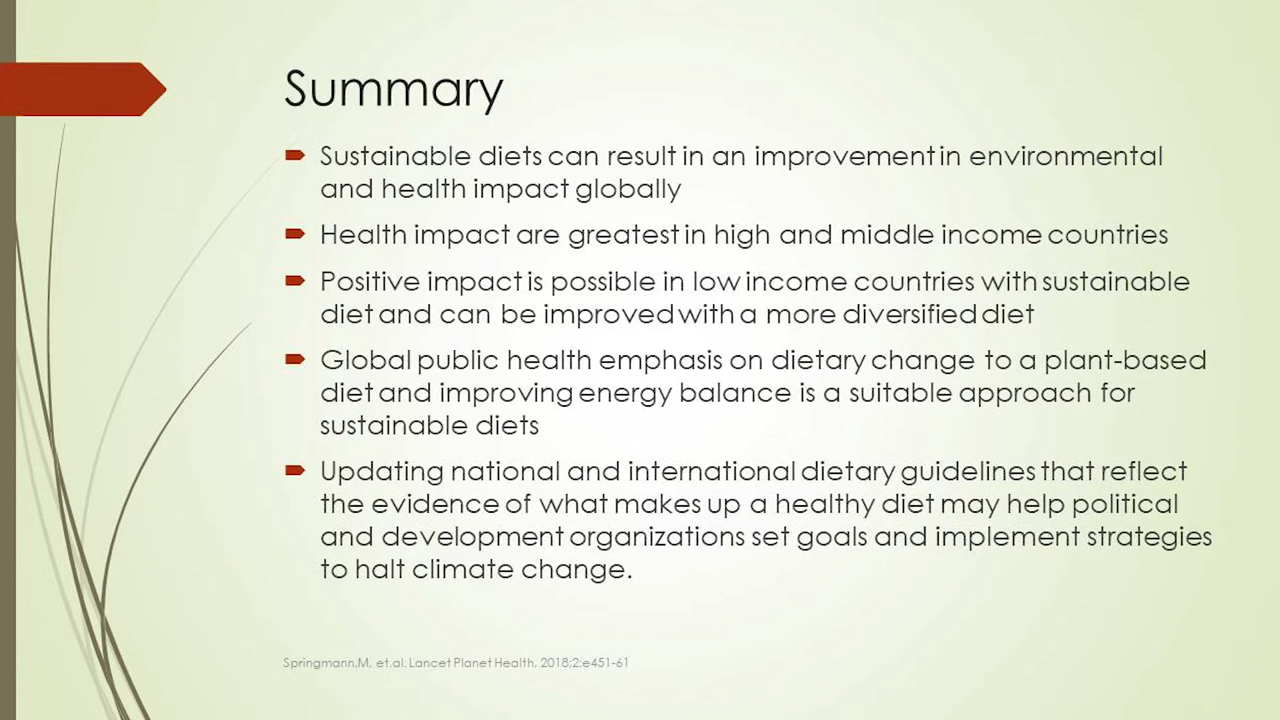 Summary
Sustainable diets can result in an improvement in environmental
and health impact globally
Health impact are greatest in high and middle income countries
Positive impact is possible in low income countries with sustainable
diet and can be improved with a more diversified diet
Global public health emphasis on dietary change to a plant-based
diet and improving energy balance is a suitable approach for
sustainable diets
Updating national and international dietary guidelines that reflect
the evidence of what makes up a healthy diet may help political
and development organizations set goals and implement strategies
to halt climate change.
Springmann,M. et.al. Lancet Planet Health, 2018;2:e451-61